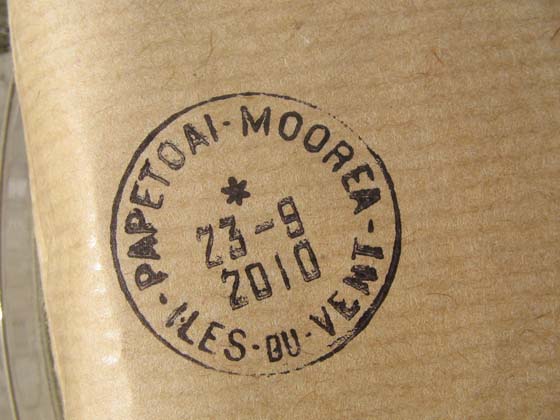 PAPETOAI-MOOREA
*
23-9
2010
-ILES-DU-VENT-